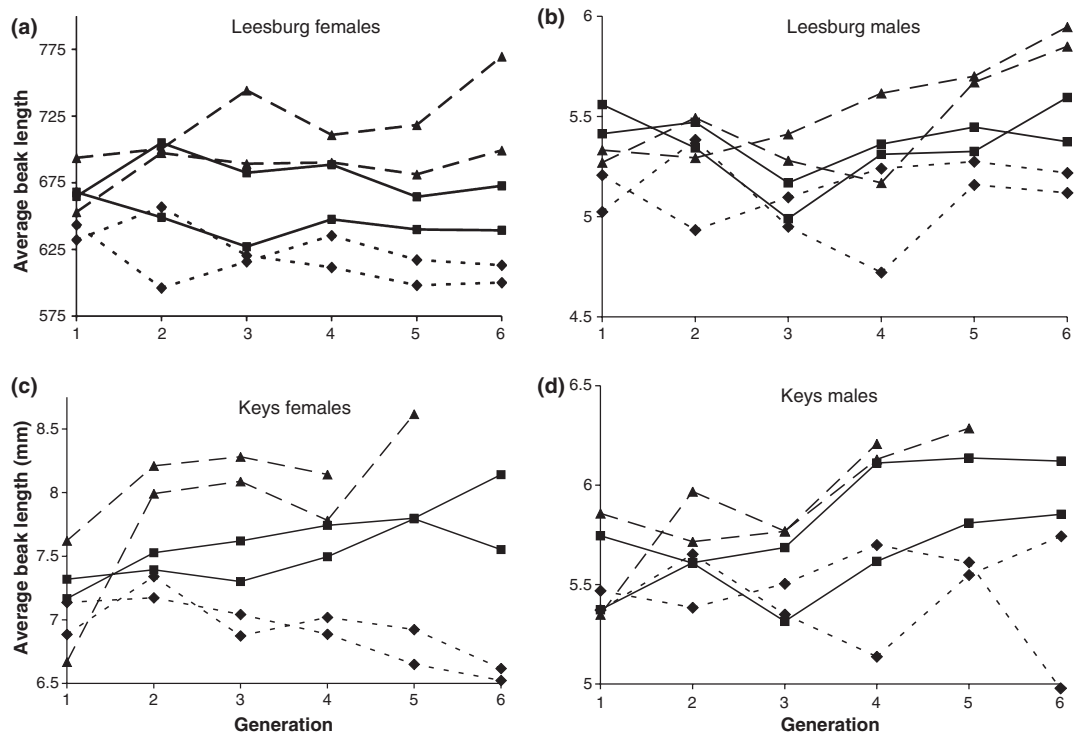 (a)
Leesburg females
Average beak length
775
725
675
625
575
1 2 3 4 5 6
(b)
Leesburg males
6
5.5
5
4.5
1 2 3 4 5 6
(c)
Keys females
Average beak length (mm)
8.5
8
7.5
7
6.5
1 2 3 4 5 6
Generation
(d)
Keys males
6.5
6
5.5
5
1 2 3 4 5 6
Generation